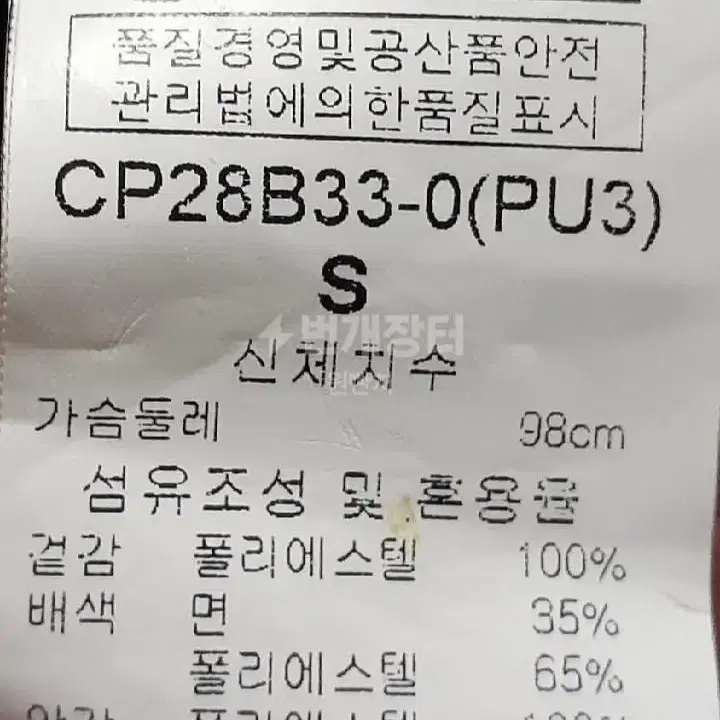 품질경영및공산품안전
관리법에의한품질표시
CP28B33-0(PU3)
S
번개장터
신체치수
가슴둘레 98cm
섬유조성 및 혼용율
겉감 폴리에스텔 100%
배색 면 35%
폴리에스텔 65%